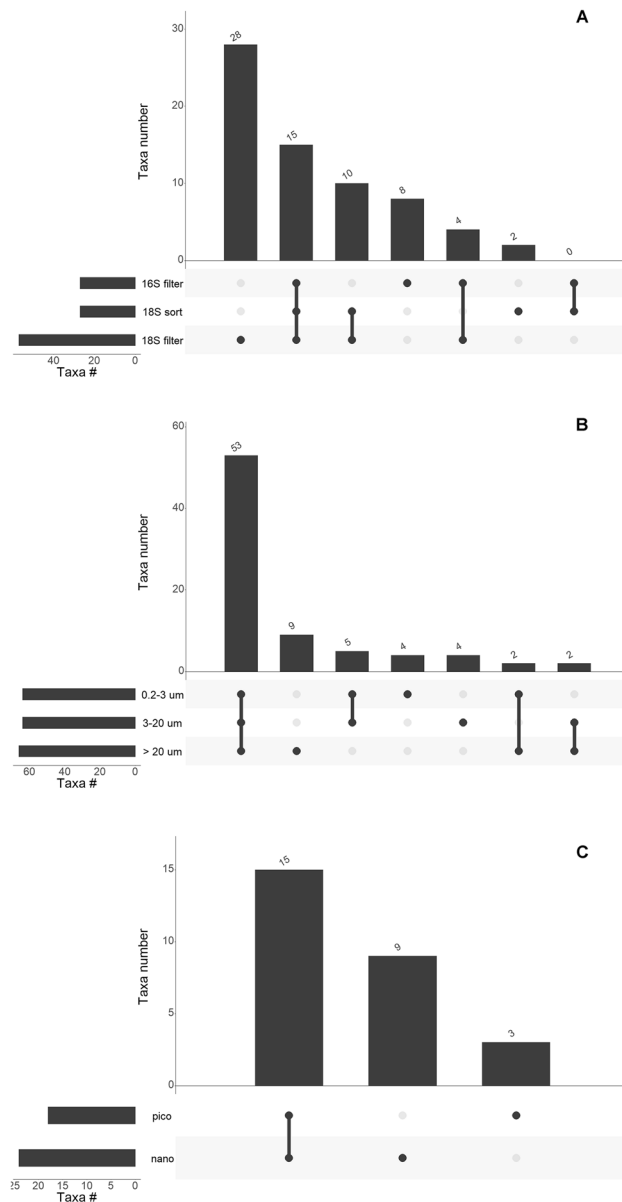 A
30
20
10
0
Taxa number
28
15
10
8
4
2
0
16S filter
18S sort
18S filter
40 20 0
Taxa #
B
60
40
20
0
Taxa number
53
9
5
4
4
2
2
0.2-3 um
3-20 um
> 20 um
60 40 20 0
Taxa #
C
15
10
5
0
Taxa number
15
9
3
pico
nano
25 20 15 10 5 0
Taxa #